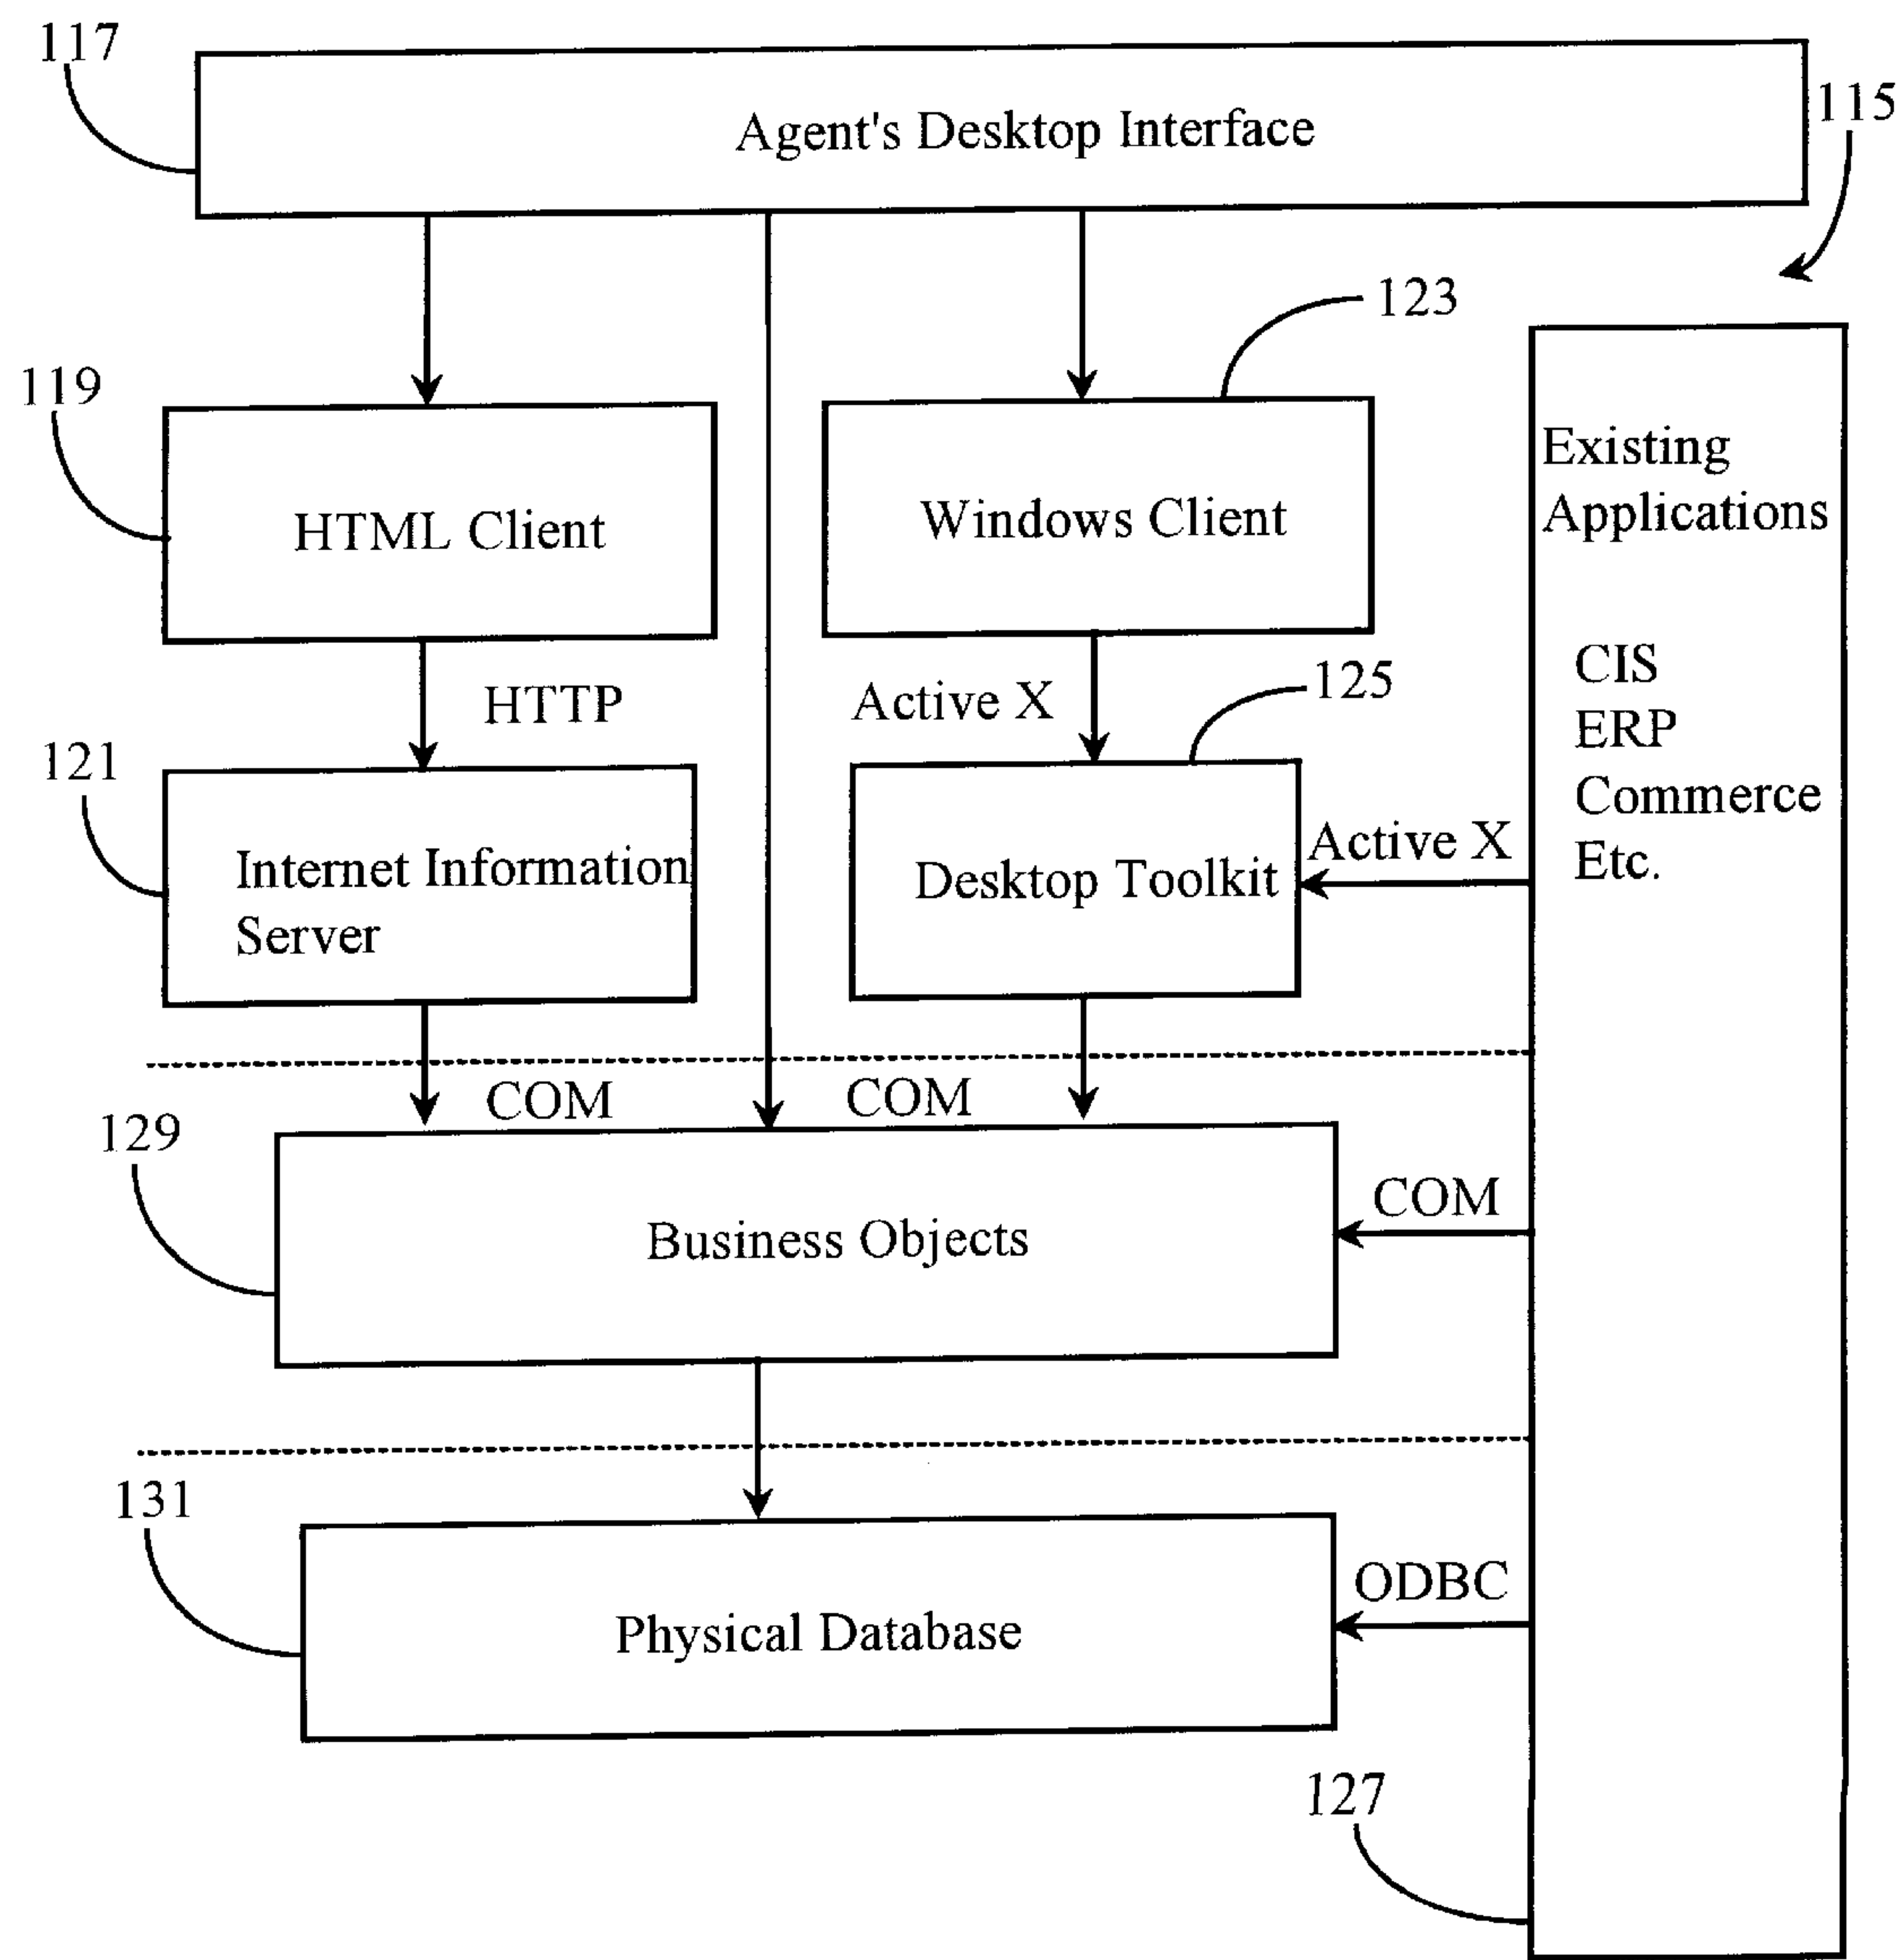 117
Agent's Desktop Interface
115
123
119
HTML Client
Windows Client
Existing
Applications
CIS
ERP
Commerce
Etc.
HTTP
Active X
125
121
Internet Information
Server
Desktop Toolkit
Active X
COM
COM
129
Business Objects
COM
131
Physical Database
ODBC
127